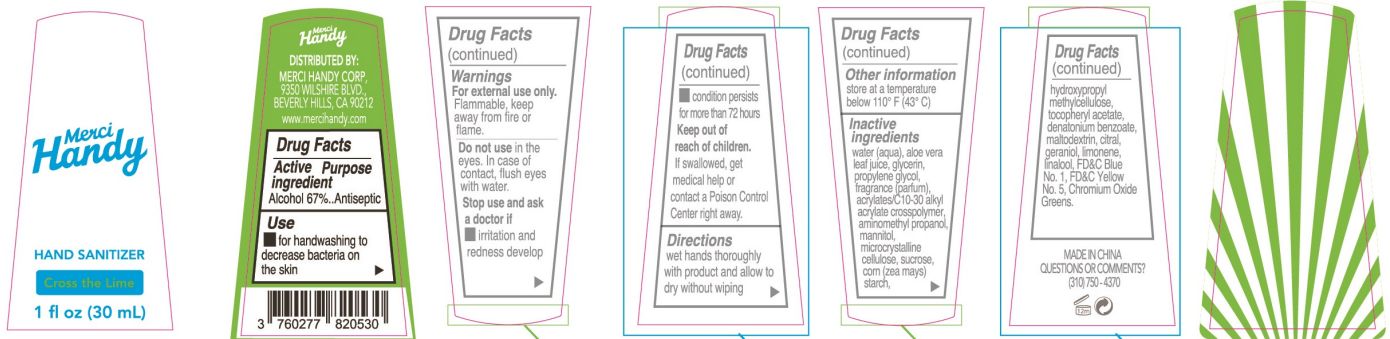 Merci
Handy
HAND SANITIZER
Cross the Lime
1 fl oz (30 mL)
Merci
Handy
DISTRIBUTED BY:
MERCI HANDY CORP,
9350 WILSHIRE BLVD.,
BEVERLY HILLS, CA 90212
www.mercihandy.com
Drug Facts
Active Purpose
ingredient
Alcohol 67%..Antiseptic
Use
■ for handwashing to
decrease bacteria on
the skin ▶
3 760277 820530
Drug Facts
(continued)
Warnings
For external use only.
Flammable, keep
away from fire or
flame.
Do not use in the
eyes. In case of
contact, flush eyes
with water.
Stop use and ask
a doctor if
■ irritation and
redness develop
▶
Drug Facts
(continued)
■ condition persists
for more than 72 hours
Keep out of
reach of children.
If swallowed, get
medical help or
contact a Poison Control
Center right away.
Directions
wet hands thoroughly
with product and allow to
dry without wiping ▶
Drug Facts
(continued)
Other information
store at a temperature
below 110° F (43° C)
Inactive
ingredients
water (aqua), aloe vera
leaf juice, glycerin,
propylene glycol,
fragrance (parfum),
acrylates/C10-30 alkyl
acrylate crosspolymer,
aminomethyl propanol,
mannitol,
microcrystalline
cellulose, sucrose,
corn (zea mays)
starch, ▶
Drug Facts
(continued)
hydroxypropyl
methylcellulose,
tocopheryl acetate,
denatonium benzoate,
maltodextrin, citral,
geraniol, limonene,
linalool, FD&C Blue
No. 1, FD&C Yellow
No. 5, Chromium Oxide
Greens.
MADE IN CHINA
QUESTIONS OR COMMENTS?
(310) 750 - 4370
12m